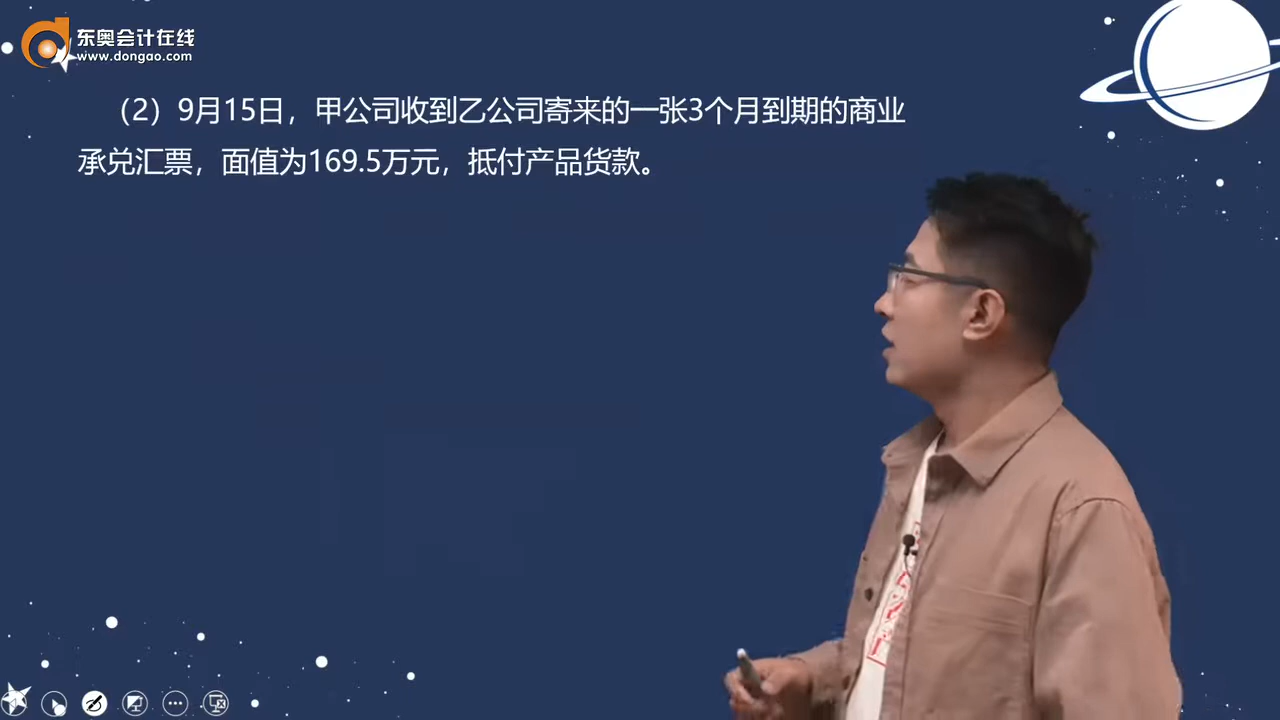 东奥会计在线
www.dongao.com
（2）9月15日，甲公司收到乙公司寄来的一张3个月到期的商业
承兑汇票，面值为169.5万元，抵付产品货款。